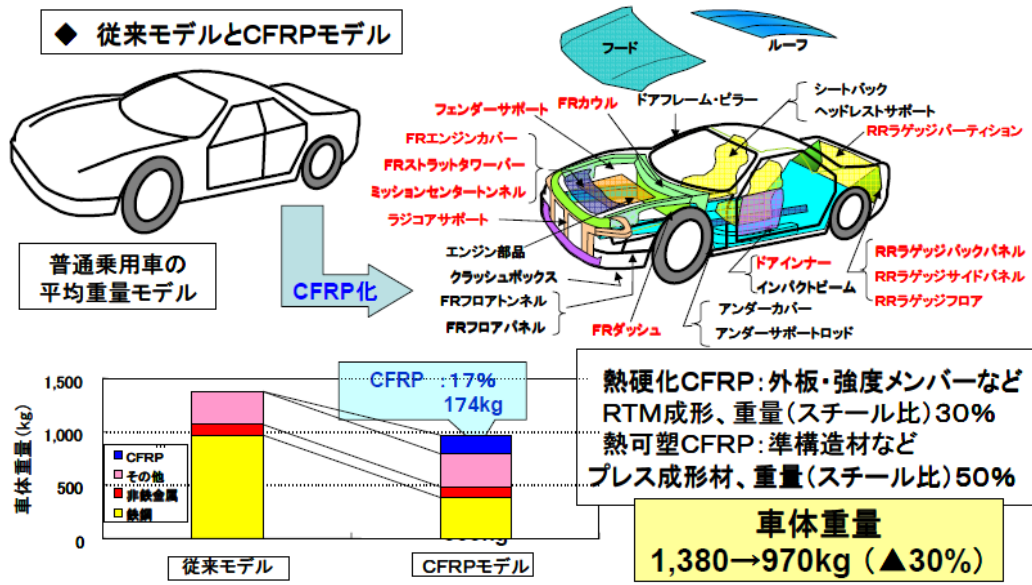 ◆ 従来モデルとCFRPモデル
フード
ルーフ
ドアフレーム・ピラー
シートバック
ヘッドレストサポート
フェンダーサポート
FRカウル
RRラゲッジパーティション
FRエンジンカバー
FRストラットタワーバー
ミッションセンタートンネル
ラジコアサポート
エンジン部品
クラッシュボックス
FRフロアトンネル
FRフロアパネル
FRダッシュ
ドアインナー
インパクトビーム
アンダーカバー
アンダーサポートロッド
RRラゲッジバックパネル
RRラゲッジサイドパネル
RRラゲッジフロア
普通乗用車の
平均重量モデル
CFRP化
CFRP :17%
174kg
車体重量(kg)
1,500
1,000
500
0
CFRP
その他
非鉄金属
鉄鋼
従来モデル
CFRPモデル
熱硬化CFRP:外板・強度メンバーなど
RTM成形、重量(スチール比)30%
熱可塑CFRP:準構造材など
プレス成形材、重量(スチール比)50%
車体重量
1,380→970kg (▲30%)